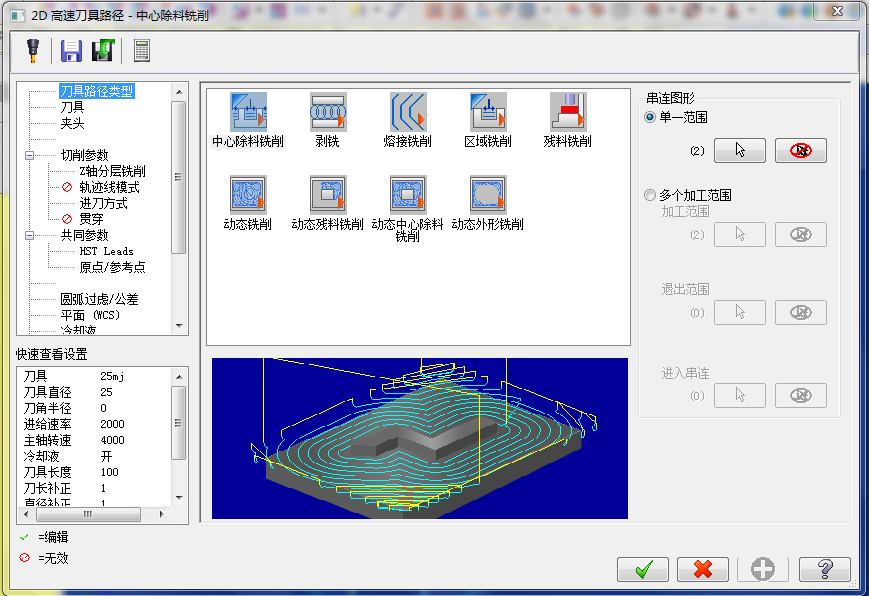 2D 高速刀具路径 - 中心除料铣削
刀具路径类型
刀具
夹头
切削参数
Z轴分层铣削
轨迹线模式
进刀方式
贯穿
共同参数
HST Leads
原点/参考点
圆弧过虑/公差
平面 (WCS)
冷却液
快速查看设置
刀具 25mj
刀具直径 25
刀角半径 0
进给速率 2000
主轴转速 4000
冷却液 开
刀具长度 100
刀长补正 1
直径补正 1
=编辑
=无效
中心除料铣削 剥铣 熔接铣削 区域铣削 残料铣削
动态铣削 动态残料铣削 动态中心除料 动态外形铣削
铣削
串连图形
单一范围
(2)
多个加工范围
加工范围
(2)
退出范围
(0)
进入串连
(0)